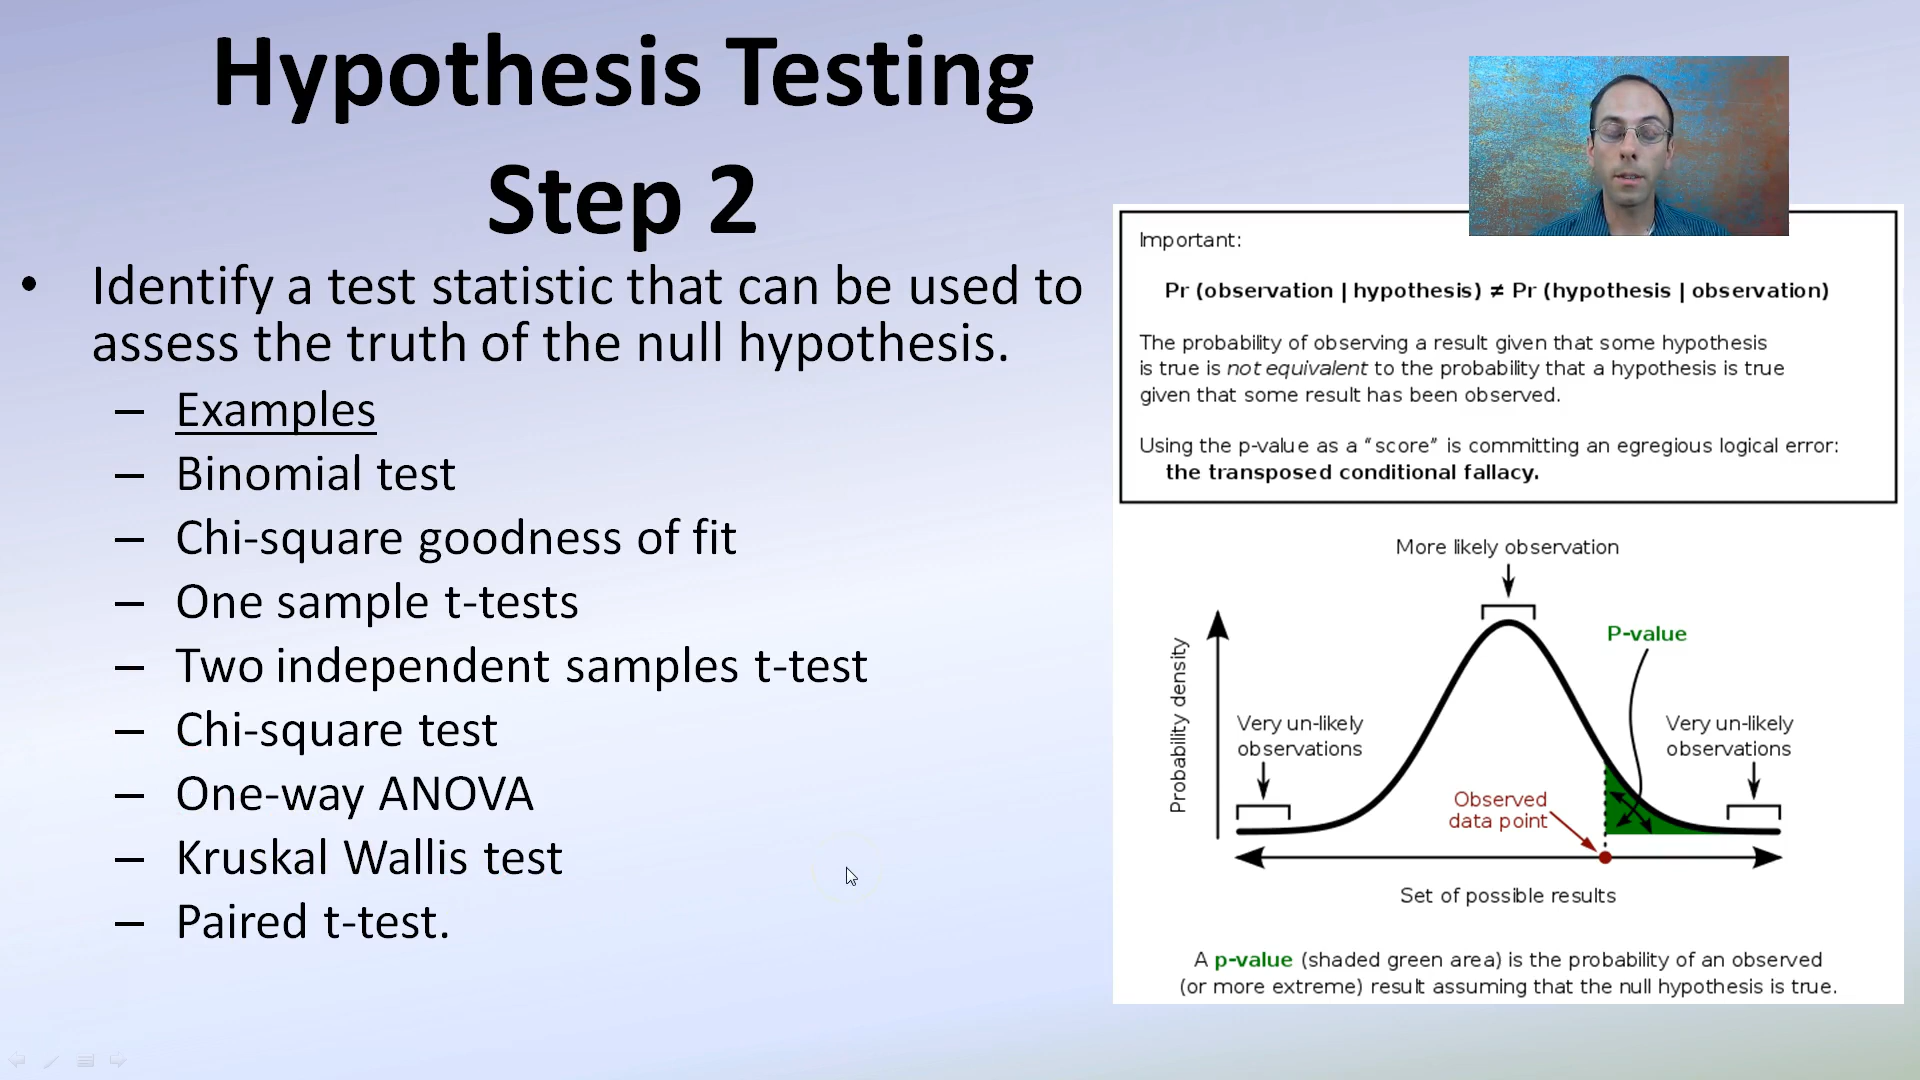 Hypothesis Testing
Step 2
• Identify a test statistic that can be used to
assess the truth of the null hypothesis.
– Examples
– Binomial test
– Chi-square goodness of fit
– One sample t-tests
– Two independent samples t-test
– Chi-square test
– One-way ANOVA
– Kruskal Wallis test
– Paired t-test.
Important:
Pr (observation | hypothesis) ≠ Pr (hypothesis | observation)
The probability of observing a result given that some hypothesis
is true is not equivalent to the probability that a hypothesis is true
given that some result has been observed.
Using the p-value as a “score” is committing an egregious logical error:
the transposed conditional fallacy.
More likely observation
P-value
Probability density
Very un-likely
observations
Very un-likely
observations
Observed
data point
Set of possible results
A p-value (shaded green area) is the probability of an observed
(or more extreme) result assuming that the null hypothesis is true.